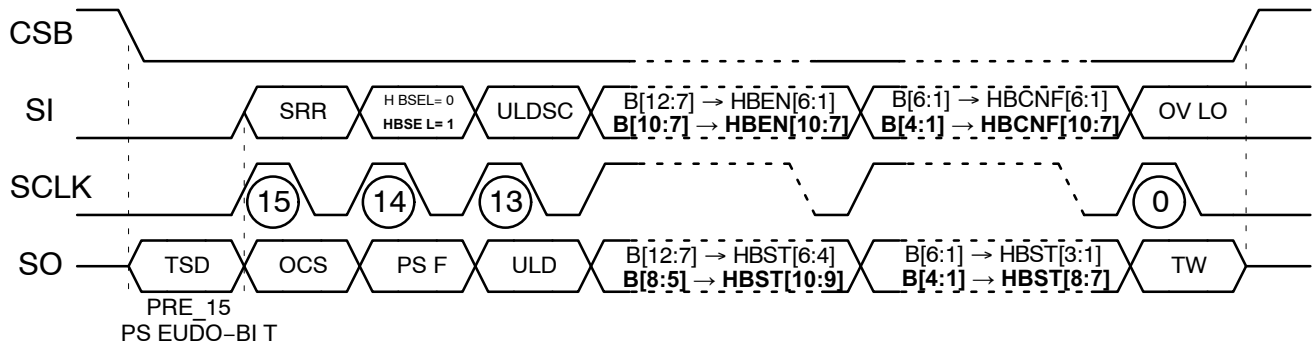 CSB
SI
SRR
H BSEL= 0
HBSE L= 1
ULDSC
B[12:7] → HBEN[6:1]
B[10:7] → HBEN[10:7]
B[6:1] → HBCNF[6:1]
B[4:1] → HBCNF[10:7]
OV LO
SCLK
15
14
13
0
SO
TSD
OCS
PS F
ULD
B[12:7] → HBST[6:4]
B[8:5] → HBST[10:9]
B[6:1] → HBST[3:1]
B[4:1] → HBST[8:7]
TW
PRE_15
PS EUDO−BI T